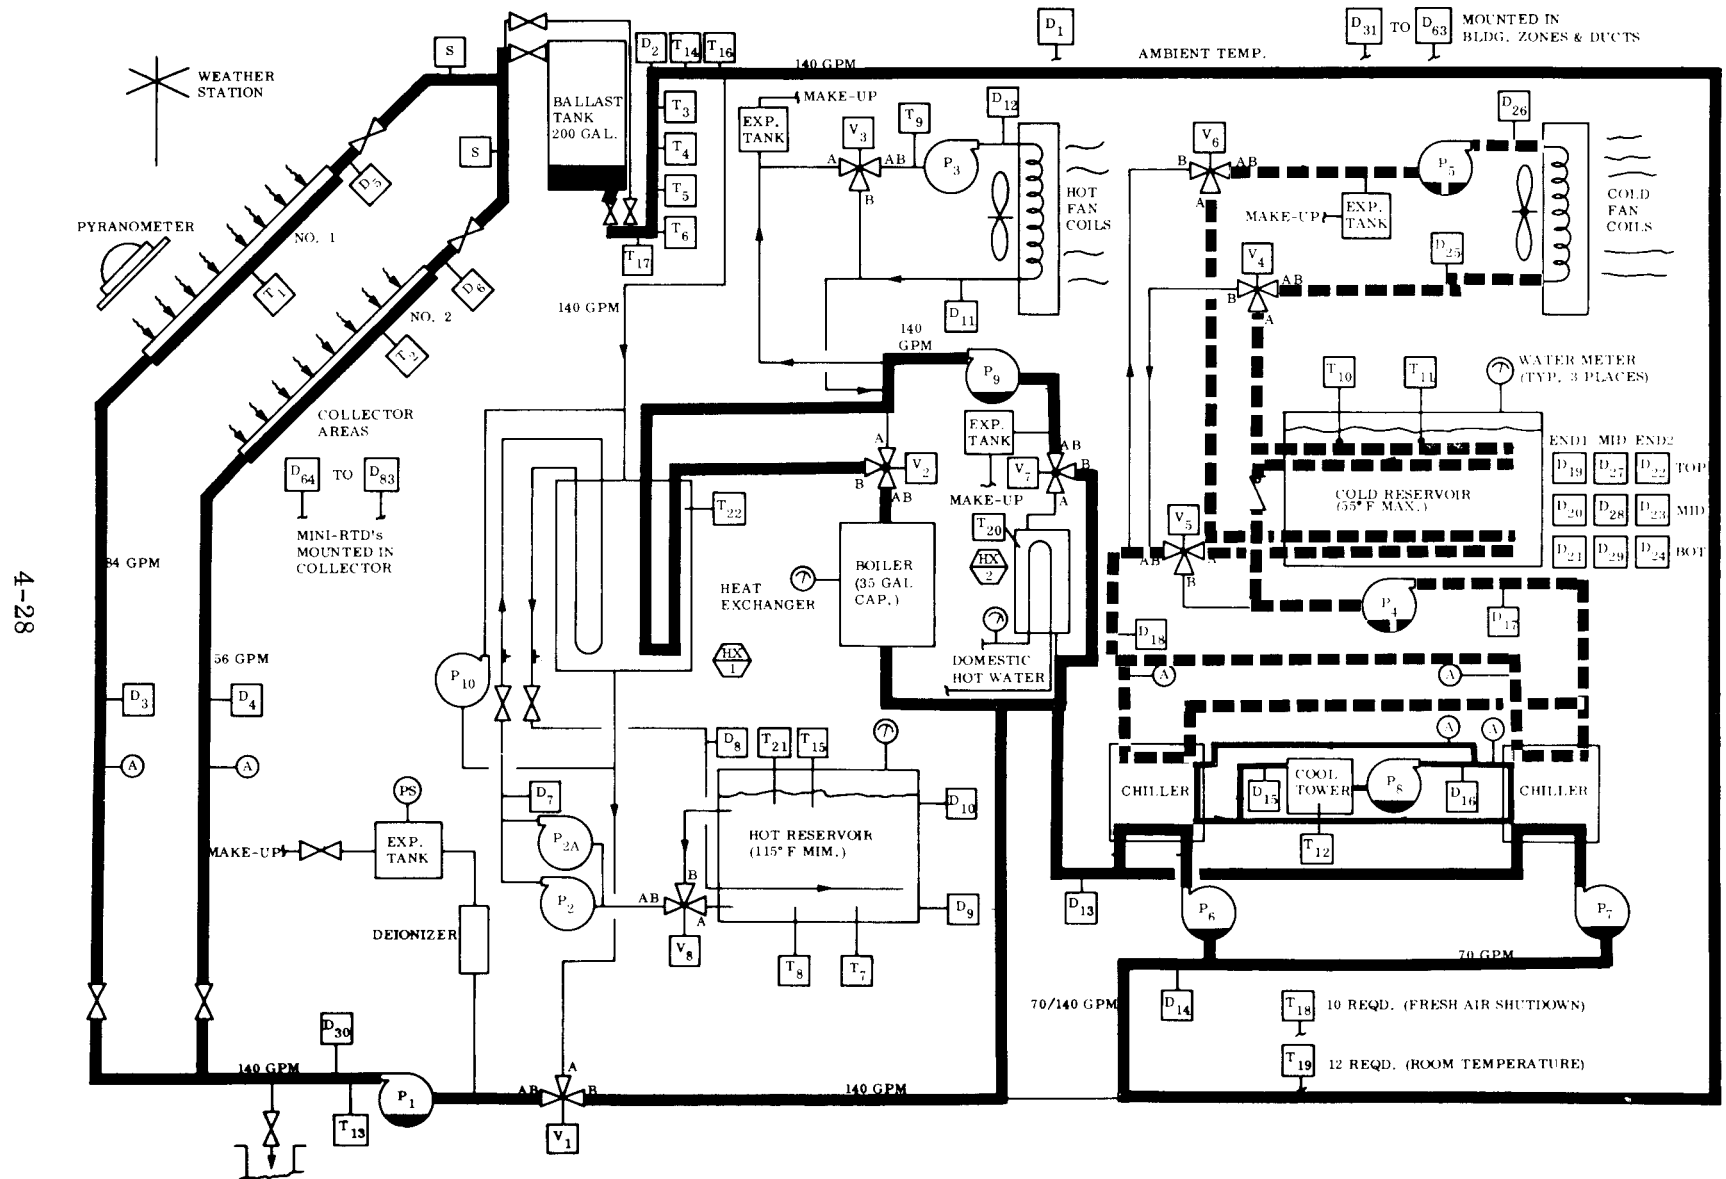 WEATHER
STATION
S
S
BALLAST
TANK
200 GAL.
D2
T14
T16
T3
T4
T5
T6
T17
140 GPM
D1
AMBIENT TEMP.
D31 TO D63
MOUNTED IN
BLDG. ZONES & DUCTS
MAKE-UP
EXP.
TANK
V3
A
AB
B
T9
P3
D12
HOT
FAN
COILS
D11
V6
B
AB
A
P5
D26
MAKE-UP
EXP.
TANK
COLD
FAN
COILS
D25
V4
AB
B
A
PYRANOMETER
NO. 1
D5
T1
NO. 2
D6
T2
140 GPM
140
GPM
P9
T10
T11
WATER METER
(TYP. 3 PLACES)
COLLECTOR
AREAS
D64 TO D83
MINI-RTD's
MOUNTED IN
COLLECTOR
A
B
AB
V2
EXP.
TANK
MAKE-UP
AB
B
V7
A
T22
T20
HX
2
COLD RESERVOIR
(55° F MAX.)
END1 MID END2
D19 D27 D22 TOP
D20 D28 D23 MID
D21 D29 D24 BOT
V5
AB
A
B
84 GPM
HEAT
EXCHANGER
BOILER
(35 GAL
CAP.)
P4
D17
D18
4-28
56 GPM
P10
HX
1
DOMESTIC
HOT WATER
A
A
D3
D4
A
A
D8
T21
T15
A
A
CHILLER
COOL
TOWER
D15
P8
D16
CHILLER
T12
PS
D7
D10
HOT RESERVOIR
(115° F MIM.)
MAKE-UP
EXP.
TANK
P2A
P2
B
AB
A
V8
D9
T8
T7
D13
P6
P7
DEIONIZER
70 GPM
70/140 GPM
D14
T18
10 REQD. (FRESH AIR SHUTDOWN)
D30
T19
12 REQD. (ROOM TEMPERATURE)
140 GPM
P1
T13
AB
A
B
V1
140 GPM